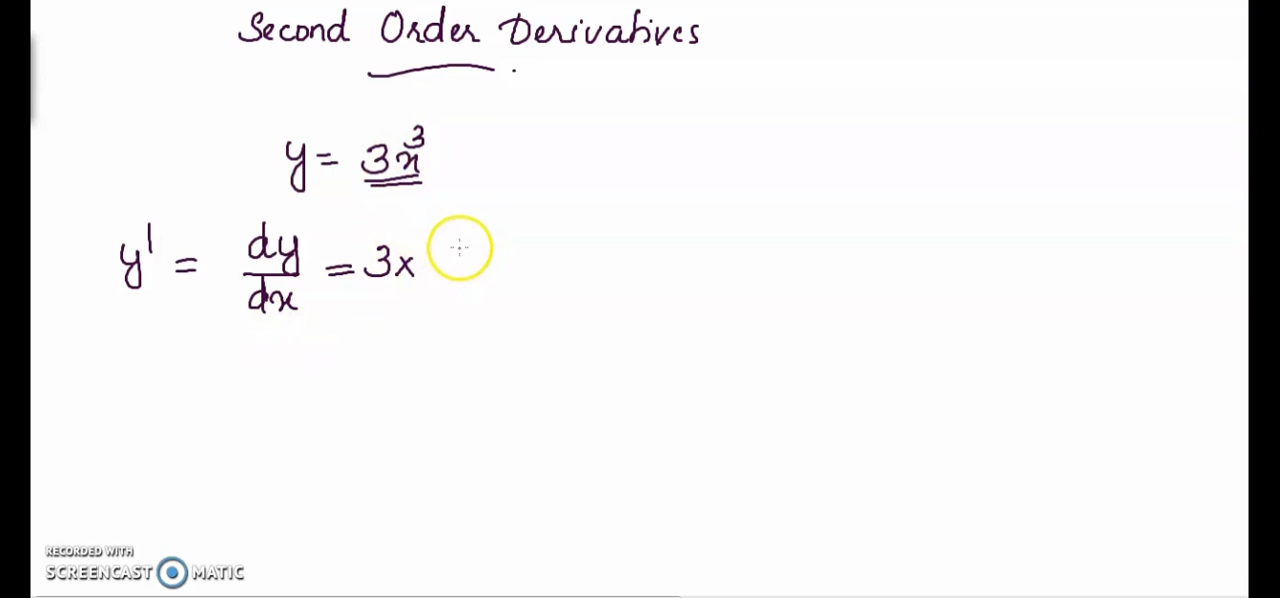 Second Order Derivatives
y = 3x³
y' = dy/dx = 3x
RECORDED WITH
SCREENCAST MATIC